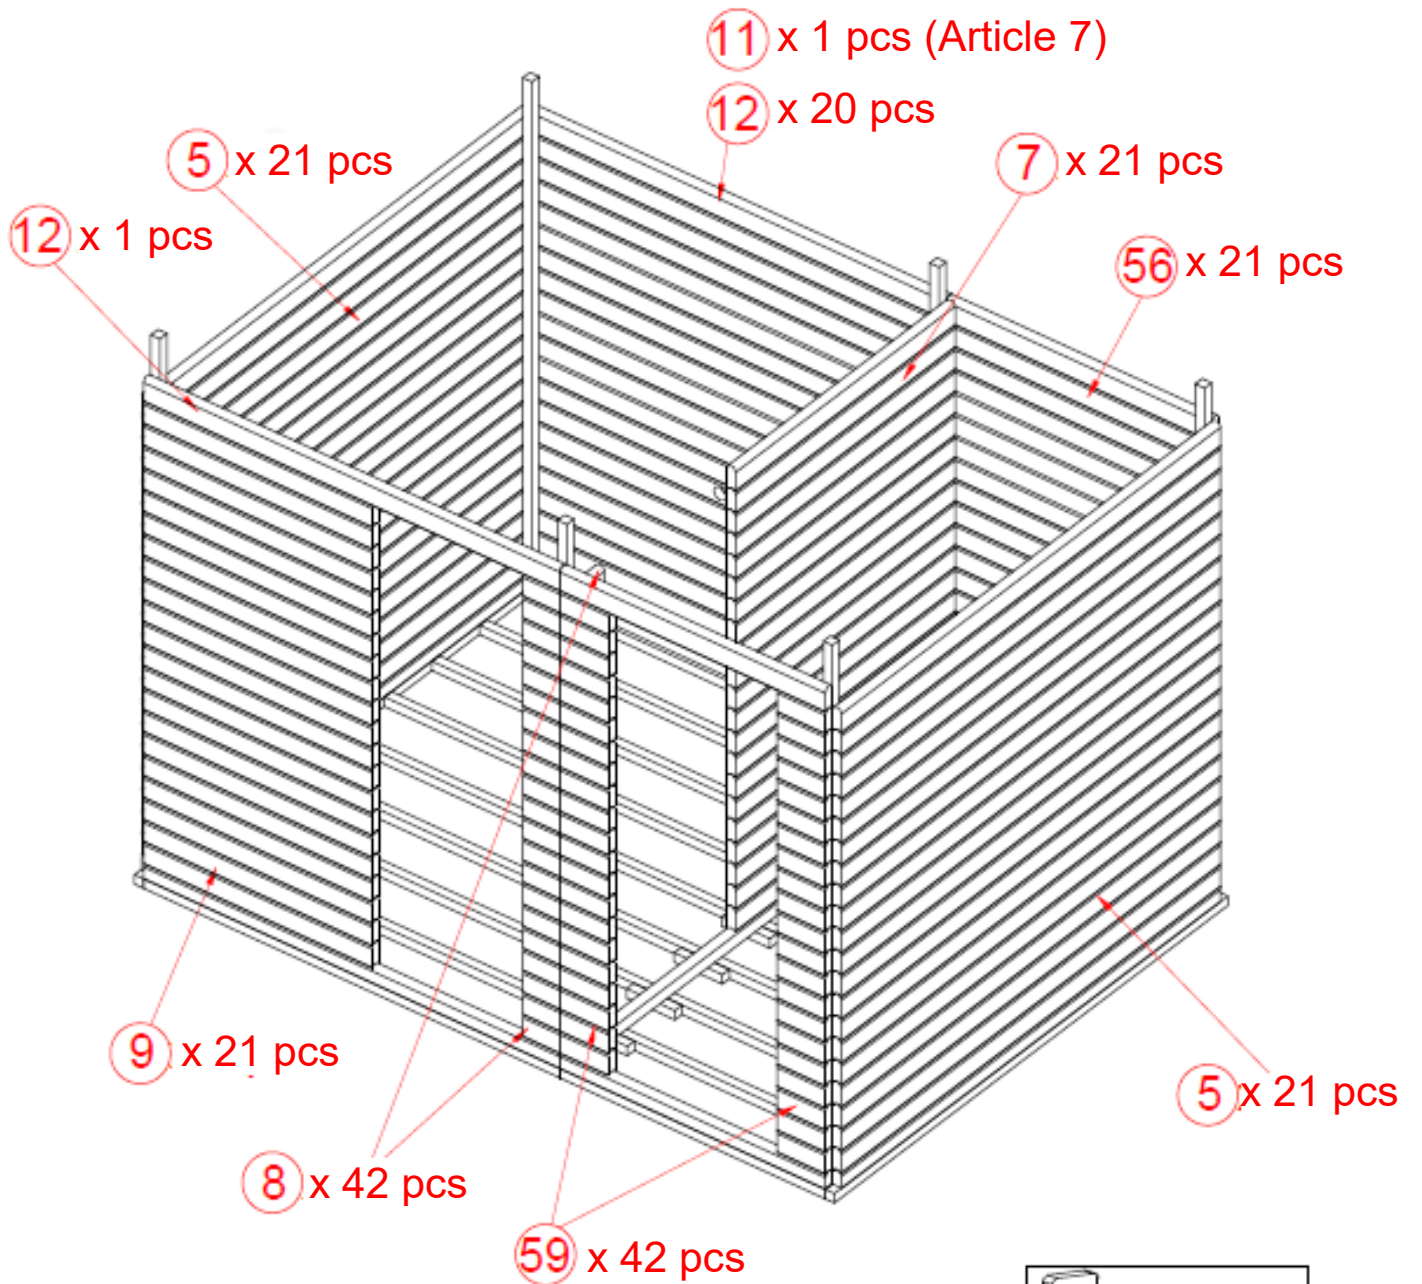 11 x 1 pcs (Article 7)
12 x 20 pcs
5 x 21 pcs
7 x 21 pcs
12 x 1 pcs
56 x 21 pcs
9 x 21 pcs
5 x 21 pcs
8 x 42 pcs
59 x 42 pcs